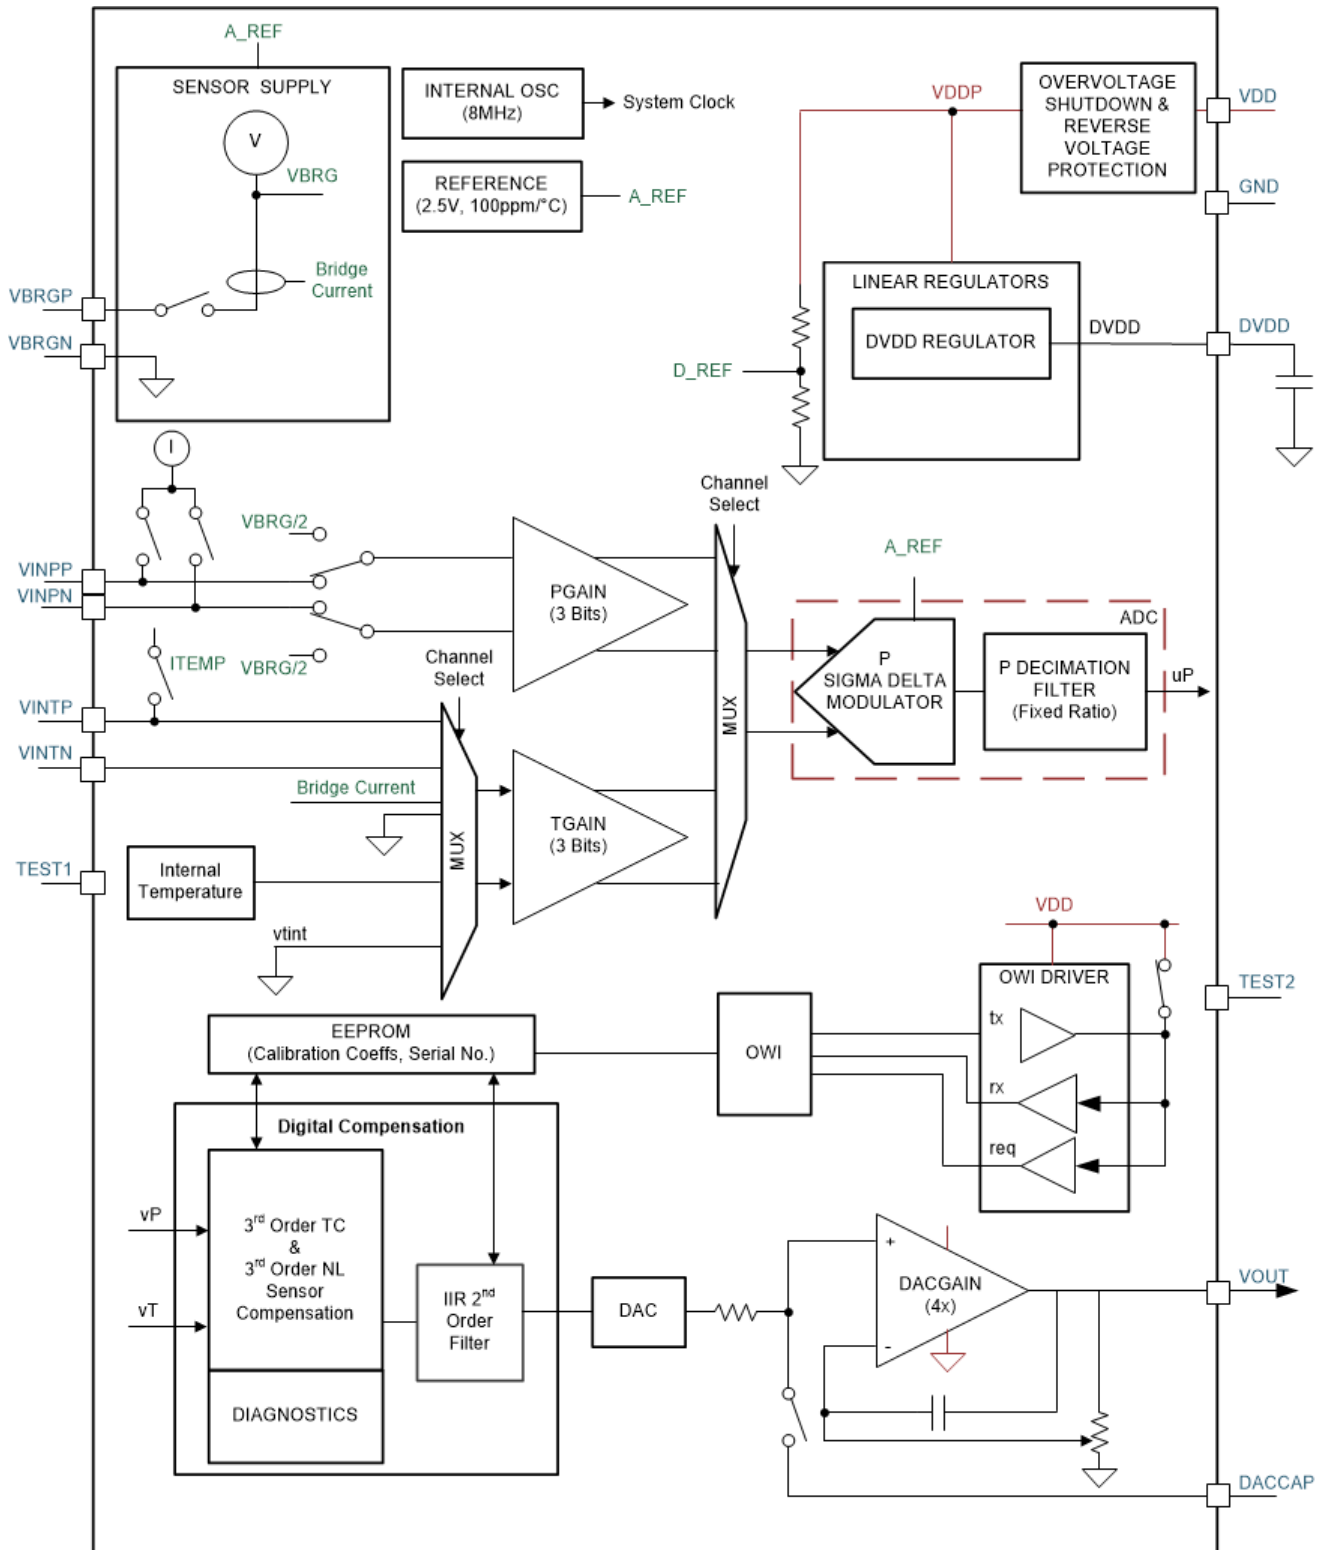 A_REF
SENSOR SUPPLY
V
VBRG
Bridge
Current
VBRGP
VBRGN
INTERNAL OSC
(8MHz)
System Clock
REFERENCE
(2.5V, 100ppm/°C)
A_REF
VDDP
OVERVOLTAGE
SHUTDOWN &
REVERSE
VOLTAGE
PROTECTION
VDD
GND
LINEAR REGULATORS
DVDD REGULATOR
DVDD
DVDD
D_REF
I
VBRG/2
VINPP
VINPN
ITEMP
VBRG/2
PGAIN
(3 Bits)
Channel
Select
MUX
A_REF
ADC
P
SIGMA DELTA
MODULATOR
P DECIMATION
FILTER
(Fixed Ratio)
uP
Channel
Select
VINTP
VINTN
Bridge Current
MUX
TGAIN
(3 Bits)
TEST1
Internal
Temperature
vtint
VDD
OWI DRIVER
tx
rx
req
TEST2
OWI
EEPROM
(Calibration Coeffs, Serial No.)
Digital Compensation
vP
vT
3rd Order TC
&
3rd Order NL
Sensor
Compensation
DIAGNOSTICS
IIR 2nd
Order
Filter
DAC
+
DACGAIN
(4x)
-
VOUT
DACCAP